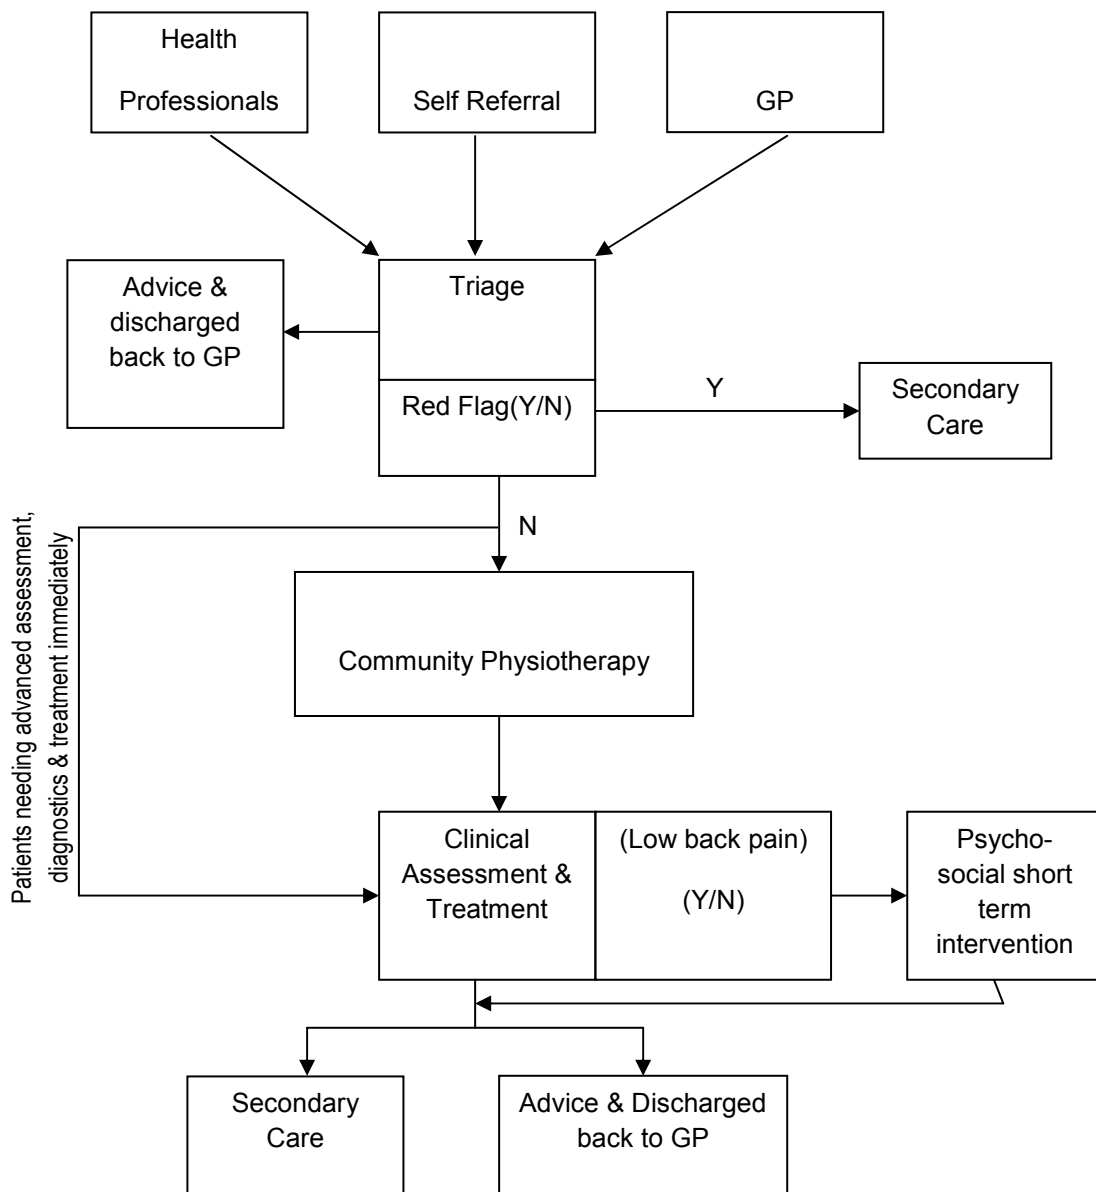 Health
Professionals
Self Referral
GP
Triage
Advice &
discharged
back to GP
Red Flag(Y/N)
Y
Secondary
Care
N
Patients needing advanced assessment,
diagnostics & treatment immediately
Community Physiotherapy
Clinical
Assessment &
Treatment
(Low back pain)
(Y/N)
Psycho-
social short
term
intervention
Secondary
Care
Advice & Discharged
back to GP